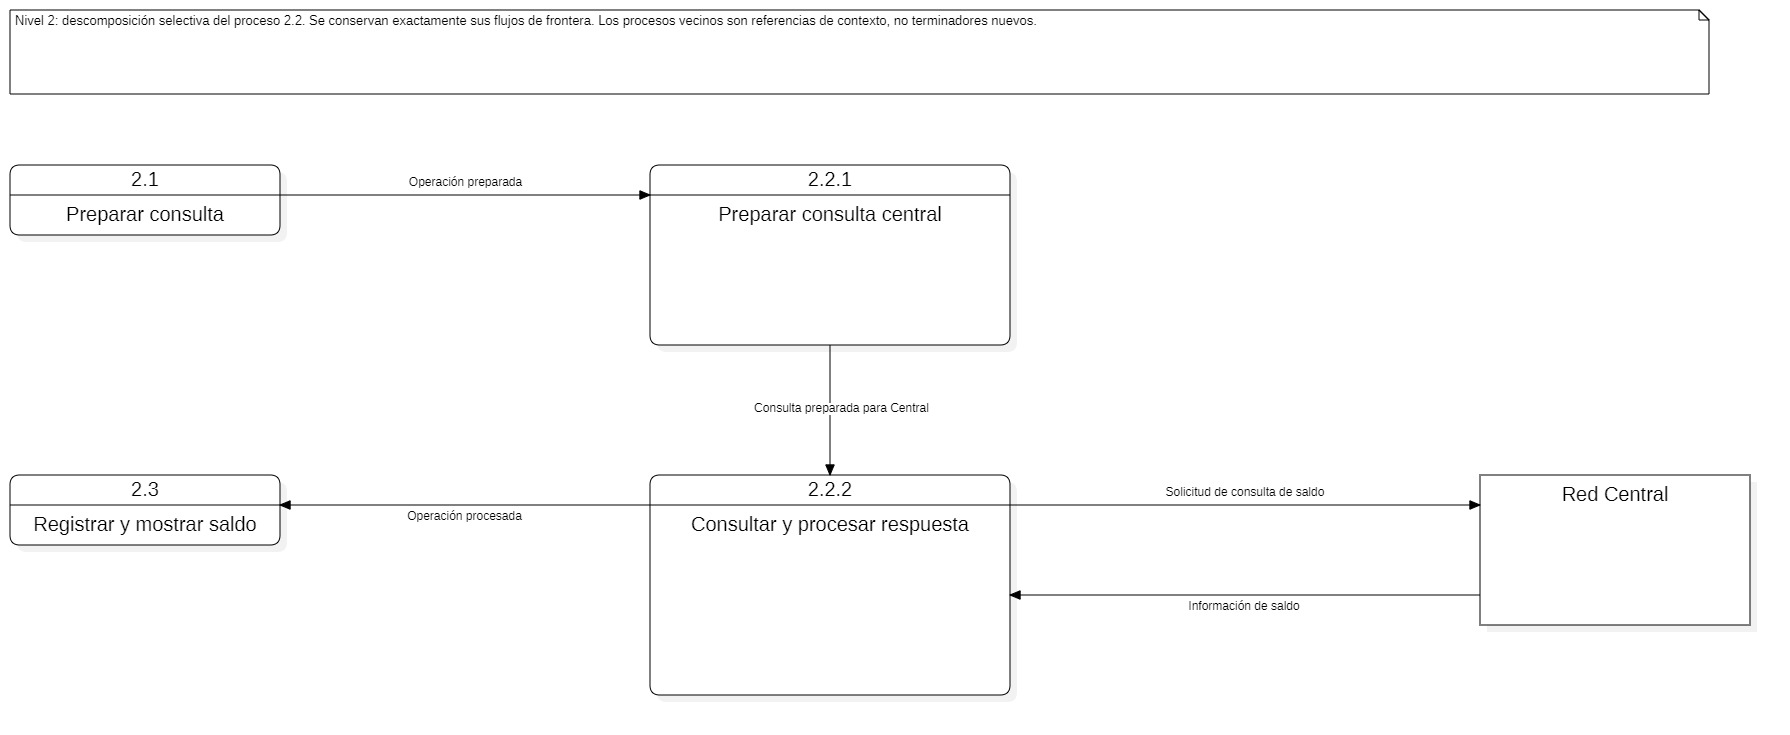 Nivel 2: descomposición selectiva del proceso 2.2. Se conservan exactamente sus flujos de frontera. Los procesos vecinos son referencias de contexto, no terminadores nuevos.
2.1
Preparar consulta
Operación preparada
2.2.1
Preparar consulta central
Consulta preparada para Central
2.3
Registrar y mostrar saldo
Operación procesada
2.2.2
Consultar y procesar respuesta
Solicitud de consulta de saldo
Información de saldo
Red Central